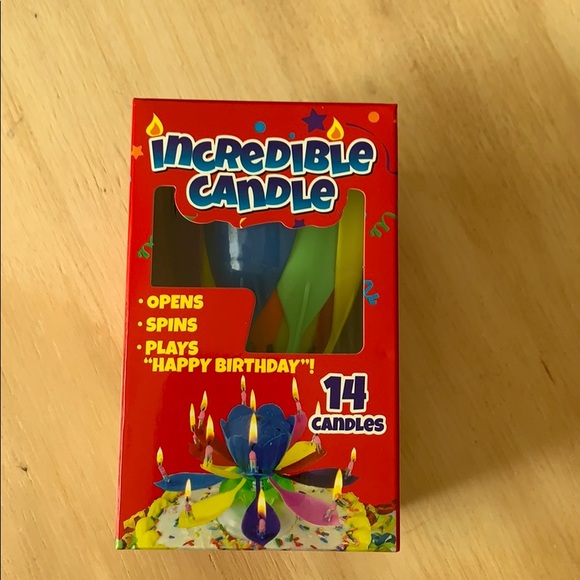 INCREDIBLE
CANDLE
• OPENS
• SPINS
• PLAYS
"HAPPY BIRTHDAY"!
14
CANDLES